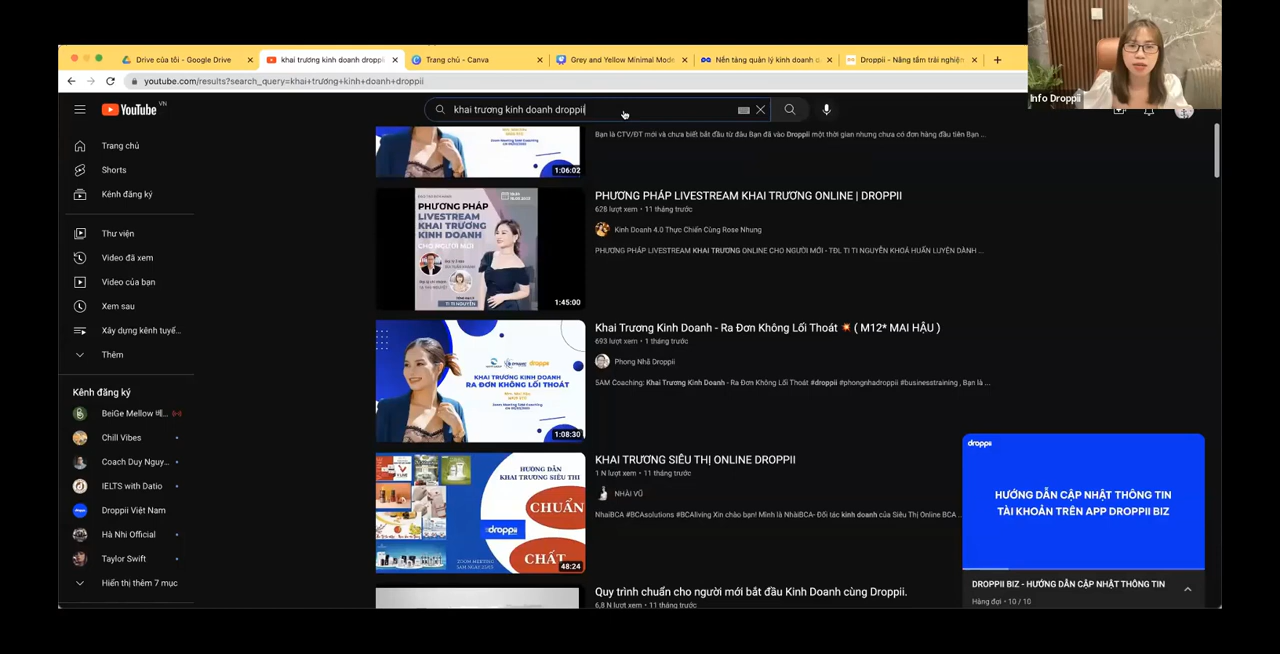 Drive của tôi - Google Drive
khai trương kinh doanh droppi
Trang chủ - Canva
Grey and Yellow Minimal Mode
Nền tảng quản lý kinh doanh c
Droppii - Nâng tầm trải nghiệm
youtube.com/results?search_query=khai+trương+kinh+doanh+droppii
Info Droppii
YouTube VN
khai trương kinh doanh droppii
Trang chủ
Shorts
Kênh đăng ký
Thư viện
Video đã xem
Video của bạn
Xem sau
Xây dựng kênh tuyế...
Thêm
Kênh đăng ký
BeiGe Mellow 베...
Chill Vibes
Coach Duy Nguy...
IELTS with Datio
Droppii Việt Nam
Hà Nhi Official
Taylor Swift
Hiển thị thêm 7 mục
1:06:02
Bạn là CTV/ĐT mới và chưa biết bắt đầu từ đâu Bạn đã vào Droppii một thời gian nhưng chưa có đơn hàng đầu tiên Bạn ...
PHƯƠNG PHÁP
LIVESTREAM
KHAI TRƯƠNG
KINH DOANH
CHO NGƯỜI MỚI
TI TI NGUYỄN
1:45:00
PHƯƠNG PHÁP LIVESTREAM KHAI TRƯƠNG ONLINE | DROPPII
628 lượt xem • 11 tháng trước
Kinh Doanh 4.0 Thực Chiến Cùng Rose Nhung
PHƯƠNG PHÁP LIVESTREAM KHAI TRƯƠNG ONLINE CHO NGƯỜI MỚI - TĐL TI TI NGUYỄN KHOÁ HUẤN LUYỆN DÀNH ...
droppii
KHAI TRƯƠNG KINH DOANH
RA ĐƠN KHÔNG LỐI THOÁT
1:08:30
Khai Trương Kinh Doanh - Ra Đơn Không Lối Thoát 💥 ( M12* MAI HẬU )
693 lượt xem • 1 tháng trước
Phong Nhã Droppii
5AM Coaching: Khai Trương Kinh Doanh - Ra Đơn Không Lối Thoát #droppii #phongnhadroppii #businesstraining , Bạn là ...
HƯỚNG DẪN
KHAI TRƯƠNG SIÊU THỊ
CHUẨN
droppii
CHẤT
48:24
KHAI TRƯƠNG SIÊU THỊ ONLINE DROPPII
1 N lượt xem • 11 tháng trước
NHÀI VŨ
NhaiBCA #BCAsolutions #BCAliving Xin chào bạn! Mình là NhàiBCA- Đối tác kinh doanh của Siêu Thị Online BCA ...
Quy trình chuẩn cho người mới bắt đầu Kinh Doanh cùng Droppii.
6,8 N lượt xem • 11 tháng trước
droppii
HƯỚNG DẪN CẬP NHẬT THÔNG TIN
TÀI KHOẢN TRÊN APP DROPPII BIZ
DROPPII BIZ - HƯỚNG DẪN CẬP NHẬT THÔNG TIN
Hàng đợi • 10 / 10